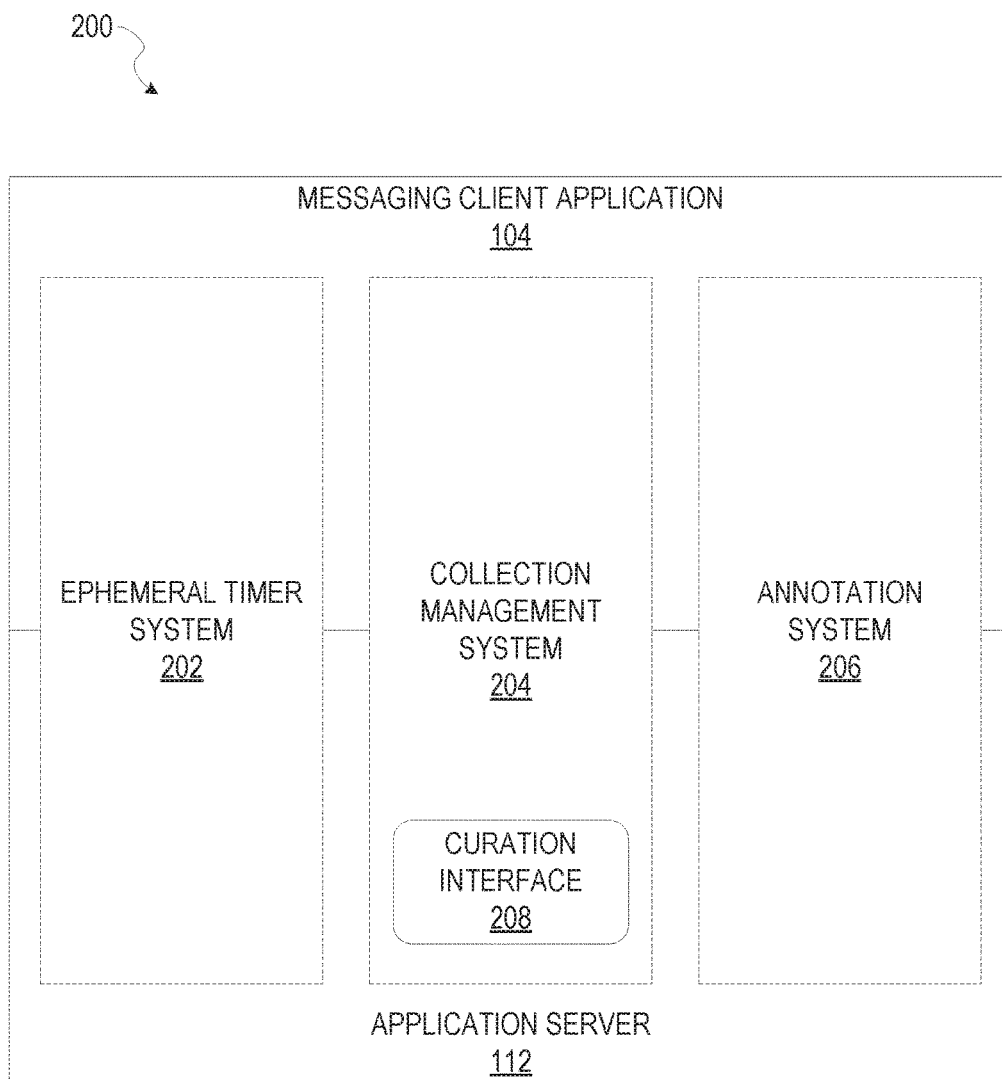 200
MESSAGING CLIENT APPLICATION
104
EPHEMERAL TIMER
SYSTEM
202
COLLECTION
MANAGEMENT
SYSTEM
204
ANNOTATION
SYSTEM
206
CURATION
INTERFACE
208
APPLICATION SERVER
112